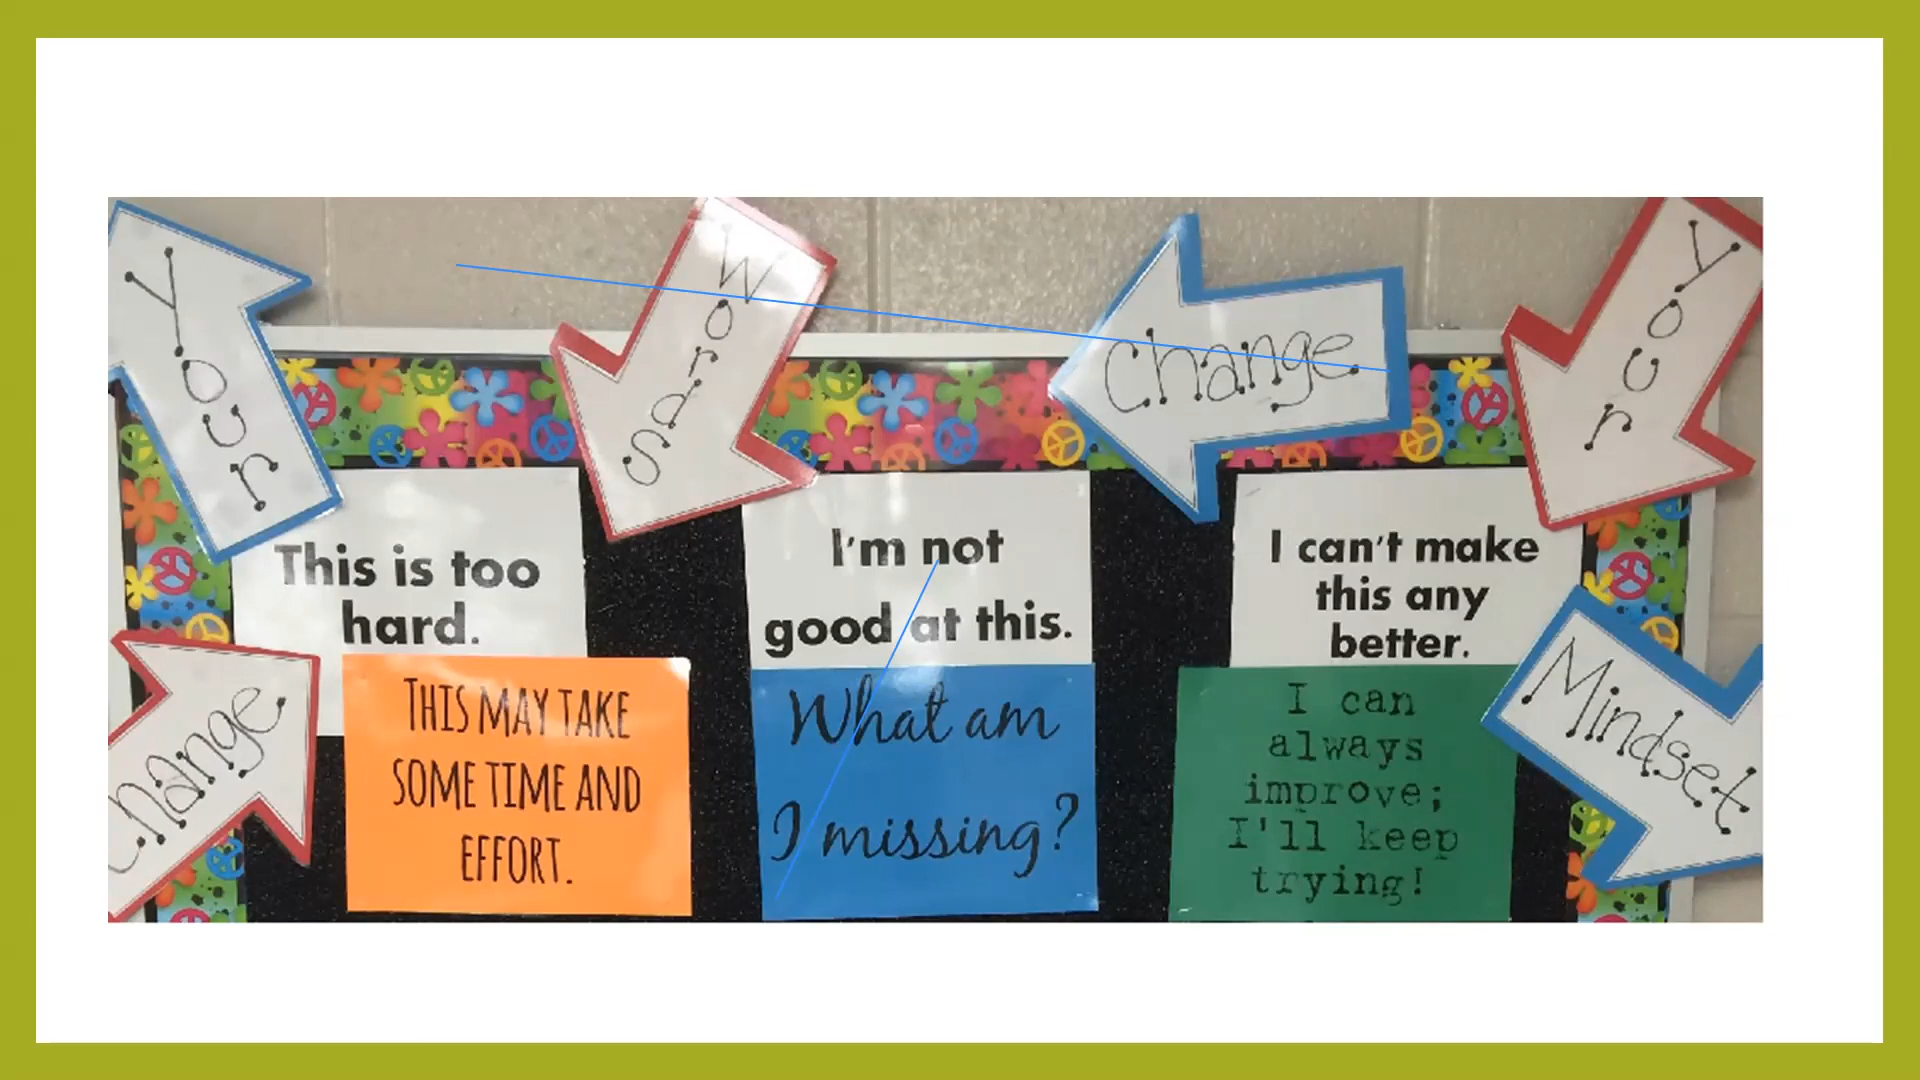 Change
Your
Words
Change
Your
Mindset
This is too
hard.
THIS MAY TAKE
SOME TIME AND
EFFORT.
I'm not
good at this.
What am
I missing?
I can't make
this any
better.
I can
always
improve;
I'll keep
trying!